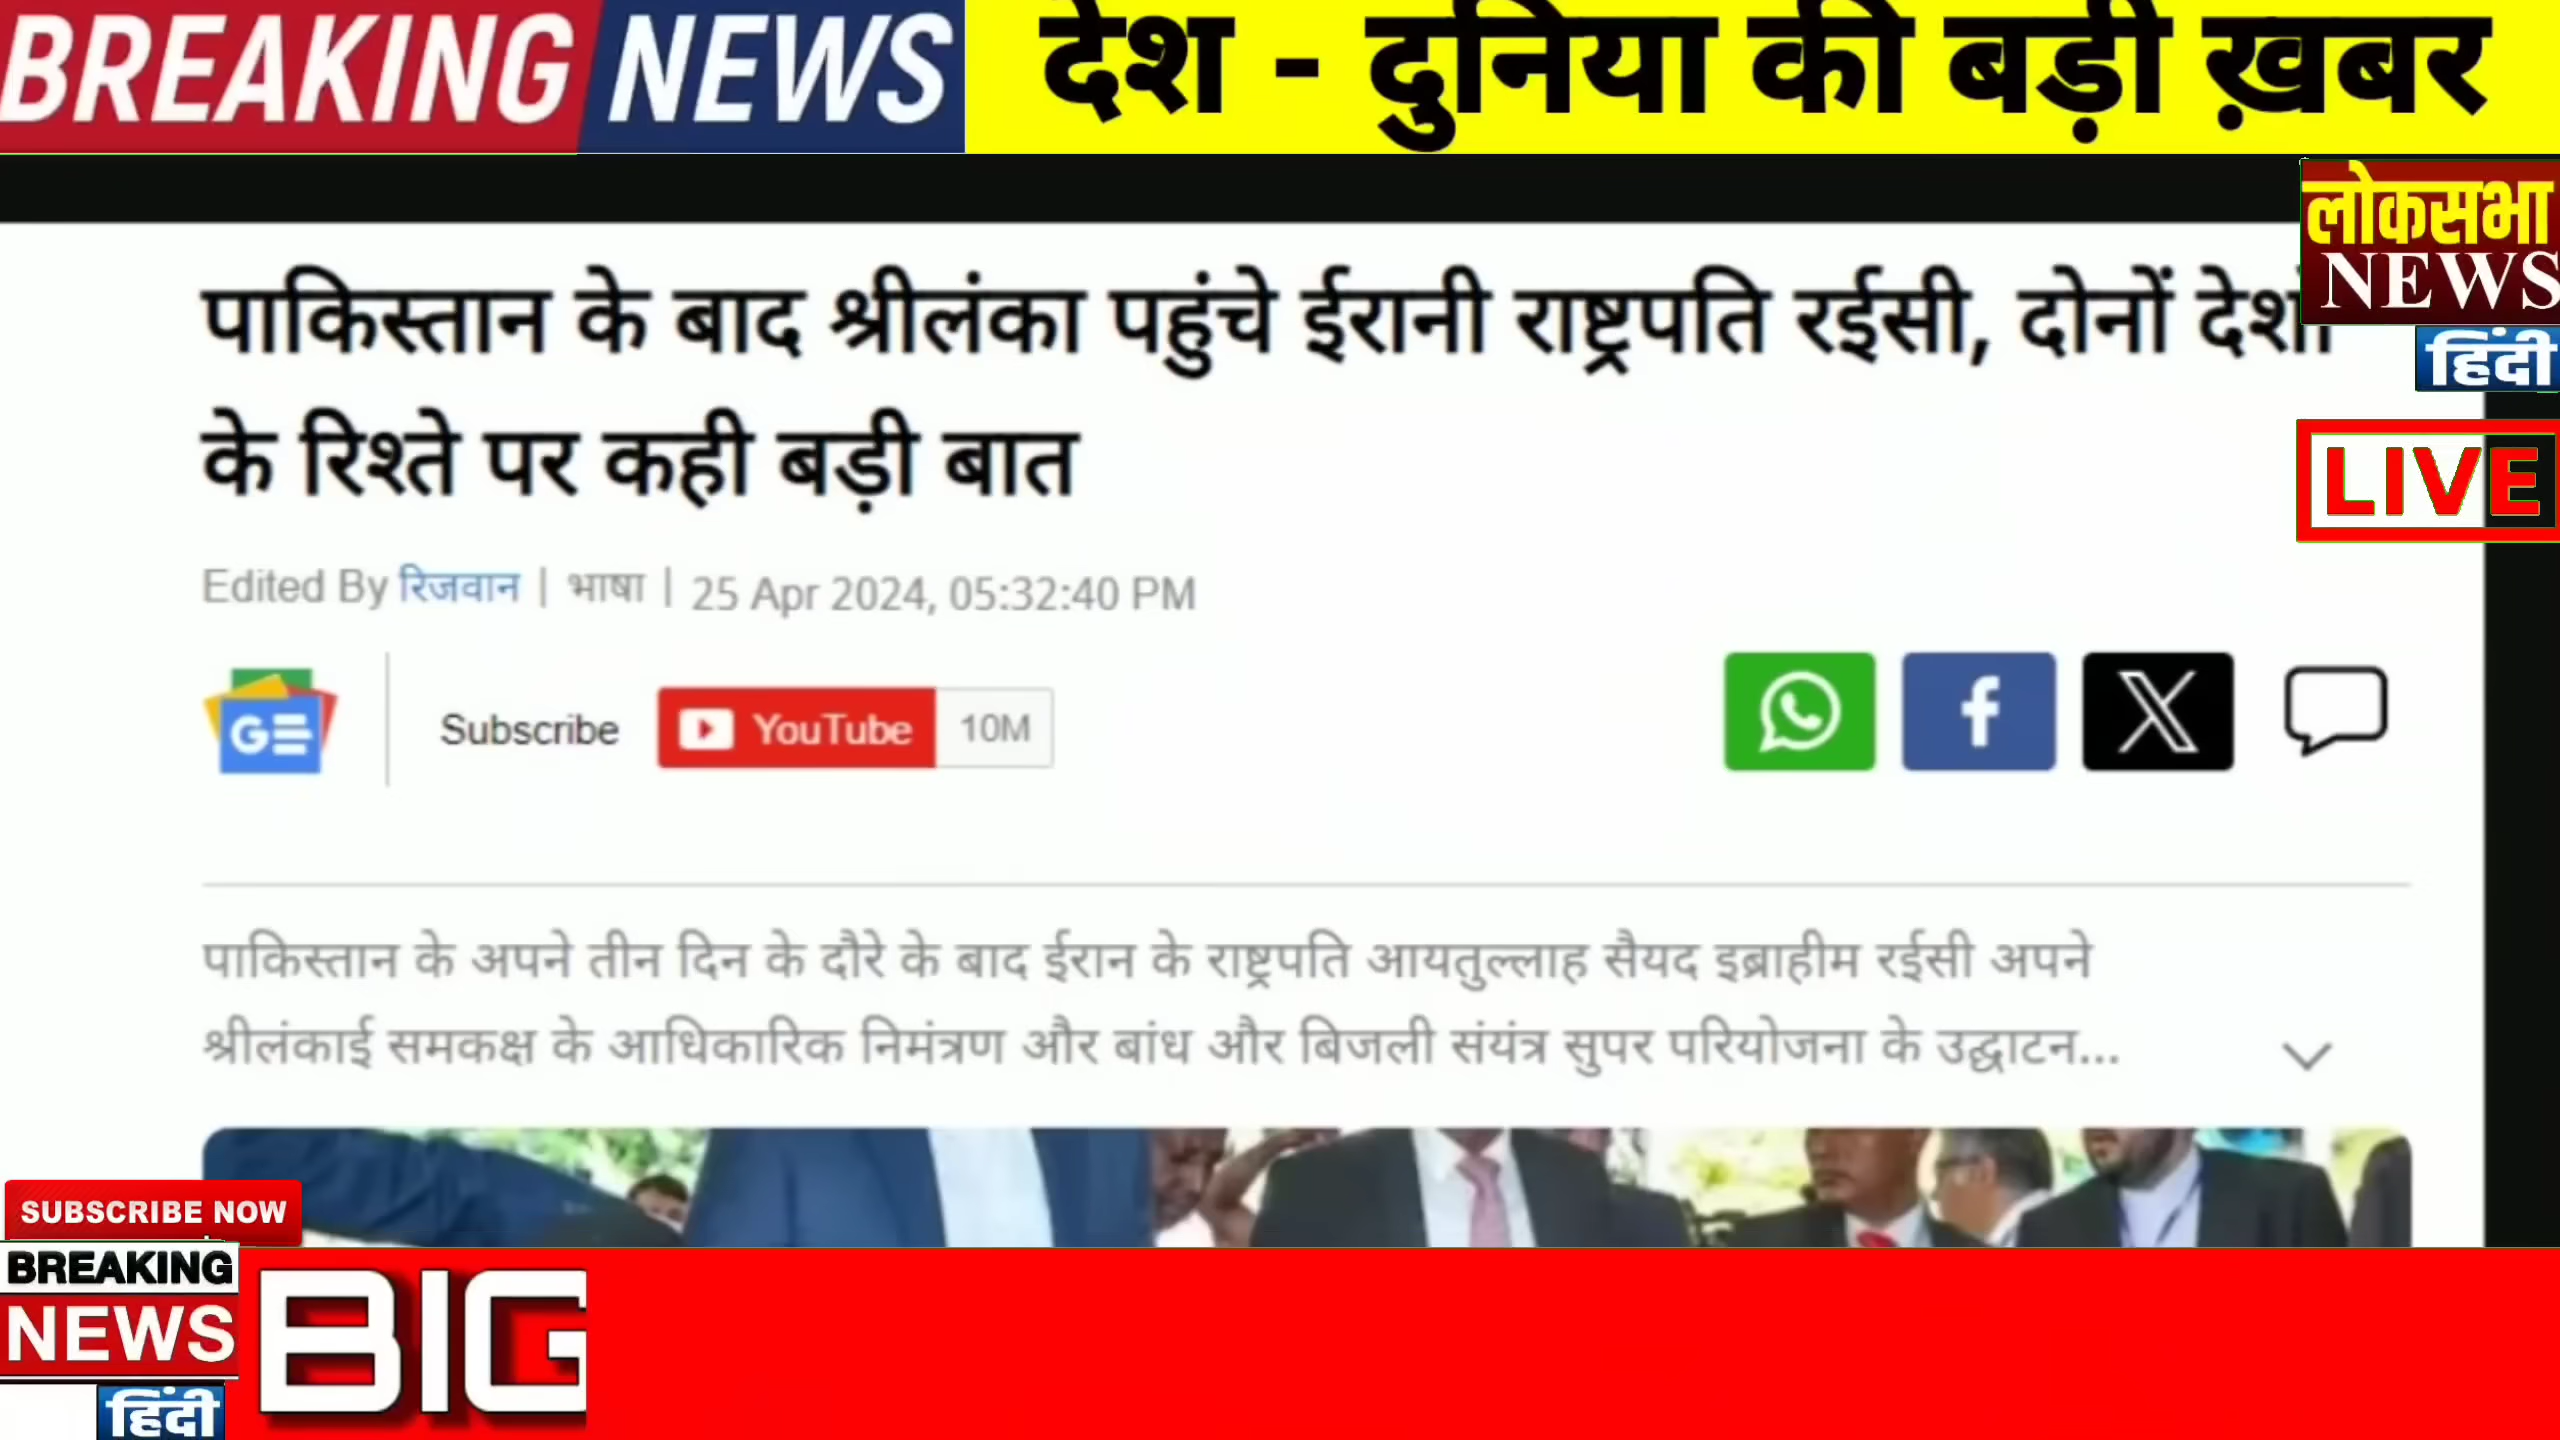 BREAKING NEWS देश - दुनिया की बड़ी ख़बर
लोकसभा
NEWS
हिंदी
LIVE
पाकिस्तान के बाद श्रीलंका पहुंचे ईरानी राष्ट्रपति रईसी, दोनों देशों
के रिश्ते पर कही बड़ी बात
Edited By रिजवान | भाषा | 25 Apr 2024, 05:32:40 PM
GE Subscribe YouTube 10M f X
पाकिस्तान के अपने तीन दिन के दौरे के बाद ईरान के राष्ट्रपति आयतुल्लाह सैयद इब्राहीम रईसी अपने
श्रीलंकाई समकक्ष के आधिकारिक निमंत्रण और बांध और बिजली संयंत्र सुपर परियोजना के उद्घाटन...
SUBSCRIBE NOW
BREAKING
NEWS
हिंदी
BIG